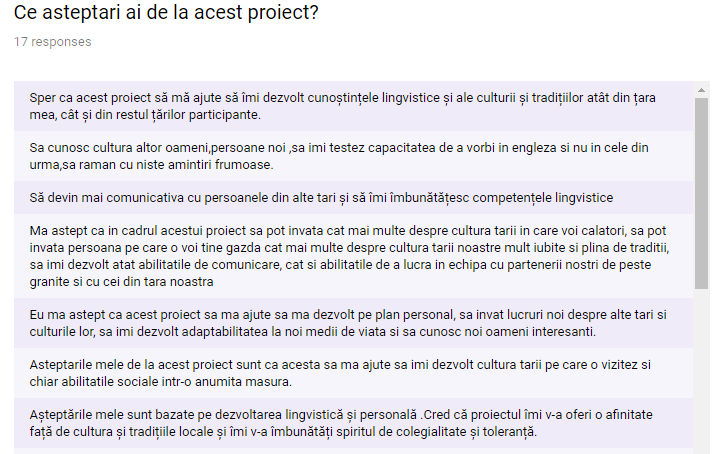 Ce asteptari ai de la acest proiect?
17 responses
Sper ca acest proiect să mă ajute să îmi dezvolt cunoștințele lingvistice și ale culturii și tradițiilor atât din țara
mea, cât și din restul țărilor participante.
Sa cunosc cultura altor oameni,persoane noi ,sa imi testez capacitatea de a vorbi in engleza si nu in cele din
urma,sa raman cu niste amintiri frumoase.
Să devin mai comunicativa cu persoanele din alte tari și să îmi îmbunătățesc competențele lingvistice
Ma astept ca in cadrul acestui proiect sa pot invata cat mai multe despre cultura tarii in care voi calatori, sa pot
invata persoana pe care o voi tine gazda cat mai multe despre cultura tarii noastre mult iubite si plina de traditii,
sa imi dezvolt atat abilitatile de comunicare, cat si abilitatile de a lucra in echipa cu partenerii nostri de peste
granite si cu cei din tara noastra
Eu ma astept ca acest proiect sa ma ajute sa ma dezvolt pe plan personal, sa invat lucruri noi despre alte tari si
culturile lor, sa imi dezvolt adaptabilitatea la noi medii de viata si sa cunosc noi oameni interesanti.
Asteptarile mele de la acest proiect sunt ca acesta sa ma ajute sa imi dezvolt cultura tarii pe care o vizitez si
chiar abilitatile sociale intr-o anumita masura.
Așteptările mele sunt bazate pe dezvoltarea lingvistică și personală .Cred că proiectul îmi v-a oferi o afinitate
față de cultura și tradițiile locale și îmi v-a îmbunătăți spiritul de colegialitate și toleranță.